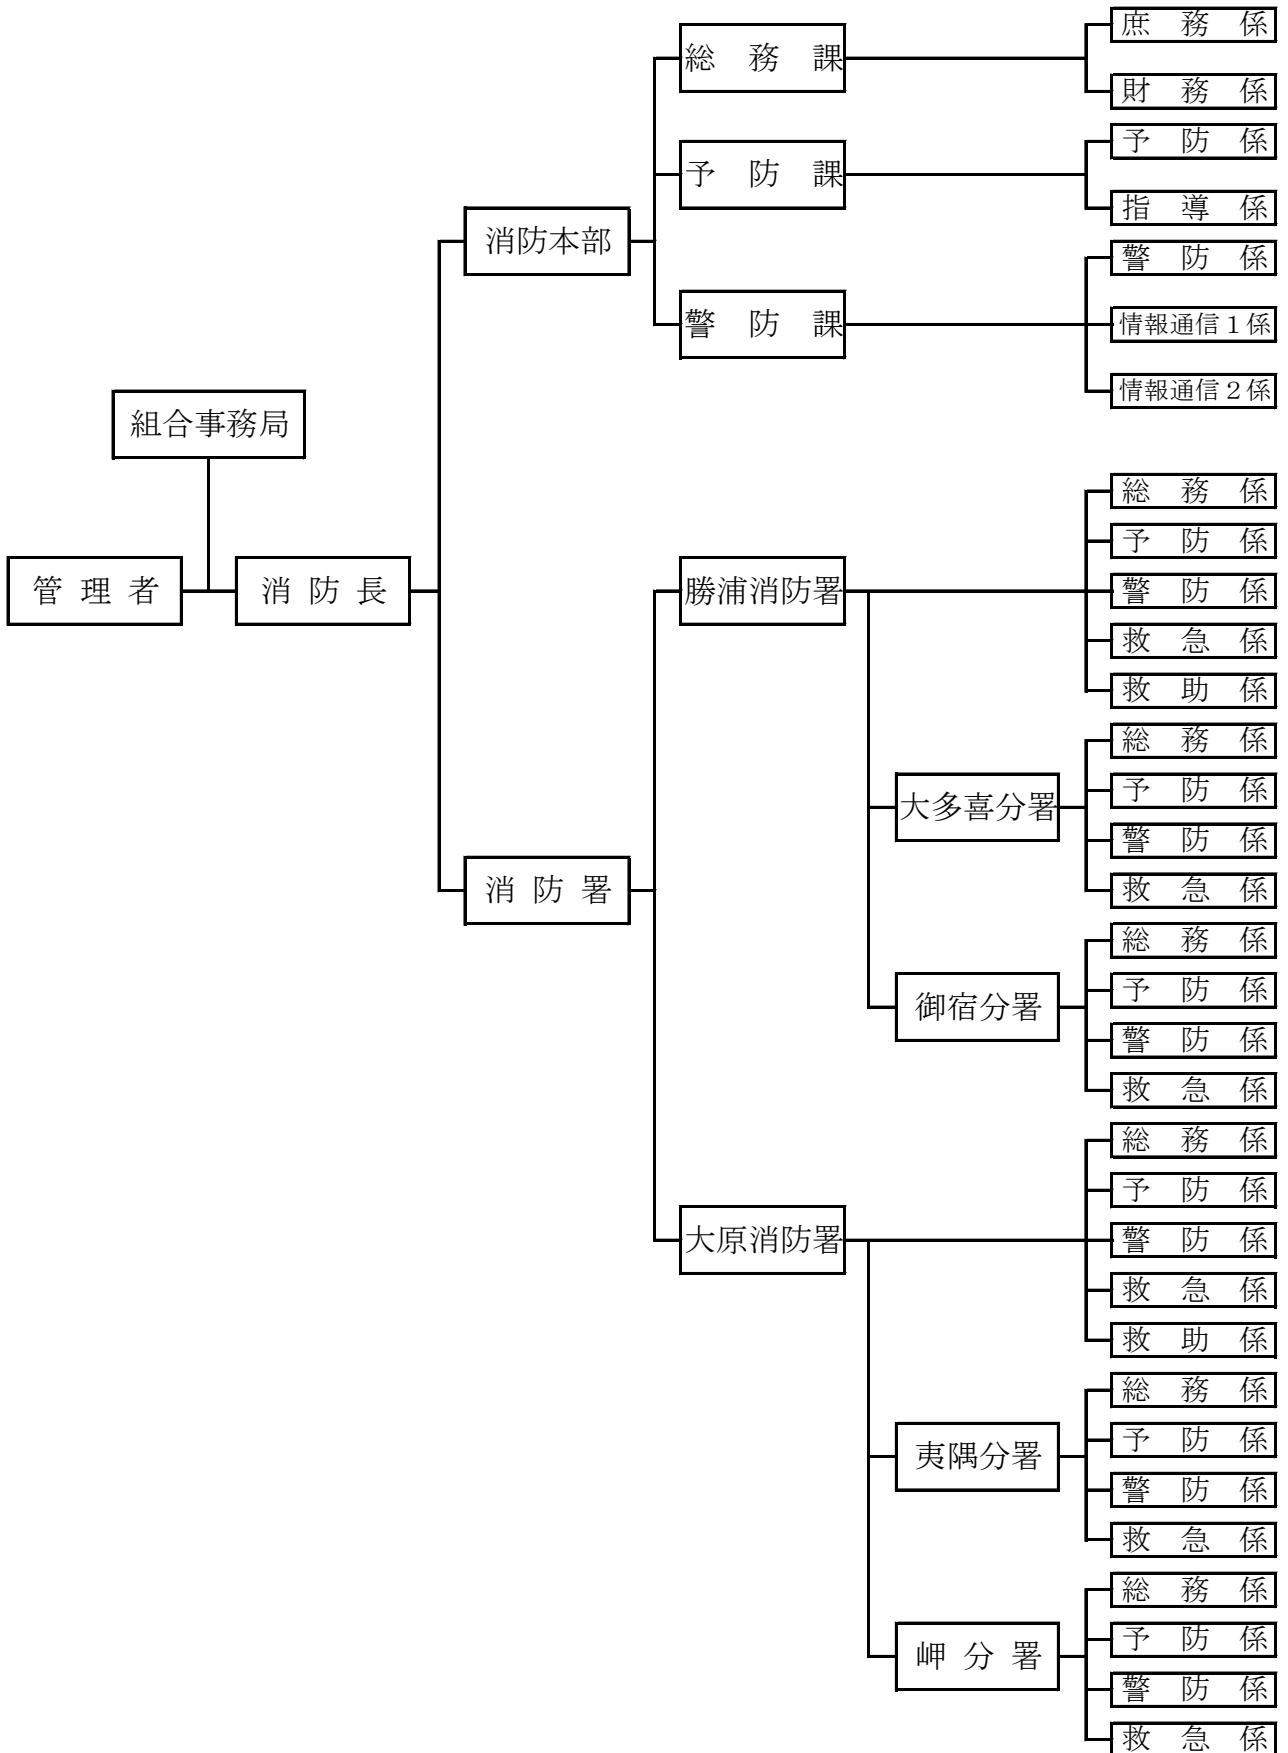 総務課
庶務係
財務係
予防課
予防係
指導係
消防本部
警防課
警防係
情報通信１係
情報通信２係
組合事務局
管理者
消防長
勝浦消防署
総務係
予防係
警防係
救急係
救助係
大多喜分署
総務係
予防係
警防係
救急係
消防署
御宿分署
総務係
予防係
警防係
救急係
大原消防署
総務係
予防係
警防係
救急係
救助係
夷隅分署
総務係
予防係
警防係
救急係
岬分署
総務係
予防係
警防係
救急係